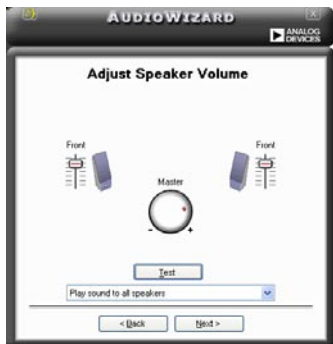 AudioWizard
ANALOG
DEVICES
Adjust Speaker Volume
Front
Front
Master
- +
Test
Play sound to all speakers
< Back Next >